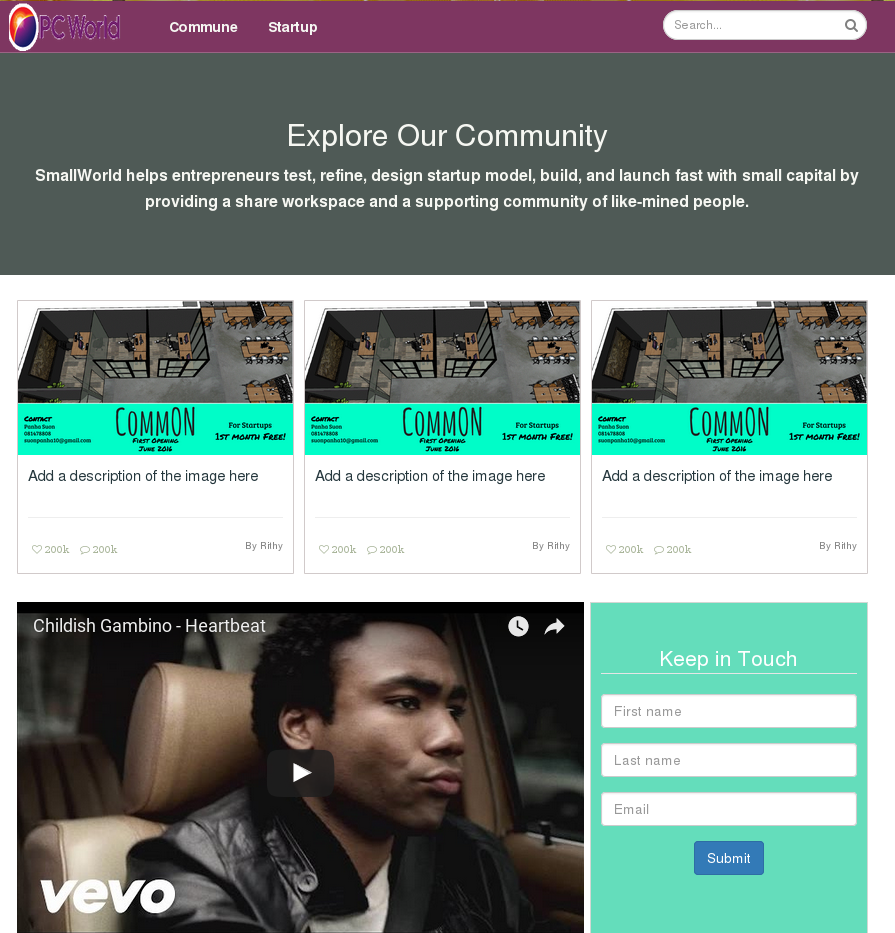 PCWorld
Commune
Startup
Search...
Explore Our Community
SmallWorld helps entrepreneurs test, refine, design startup model, build, and launch fast with small capital by
providing a share workspace and a supporting community of like-mined people.
Contact
Panha Suon
081478808
suonpanha10@gmail.com
CommON
First Opening
June 2016
For Startups
1st month Free!
Contact
Panha Suon
081478808
suonpanha10@gmail.com
CommON
First Opening
June 2016
For Startups
1st month Free!
Contact
Panha Suon
081478808
suonpanha10@gmail.com
CommON
First Opening
June 2016
For Startups
1st month Free!
Add a description of the image here
Add a description of the image here
Add a description of the image here
200k 200k By Rithy
200k 200k By Rithy
200k 200k By Rithy
Childish Gambino - Heartbeat
vevo
Keep in Touch
First name
Last name
Email
Submit